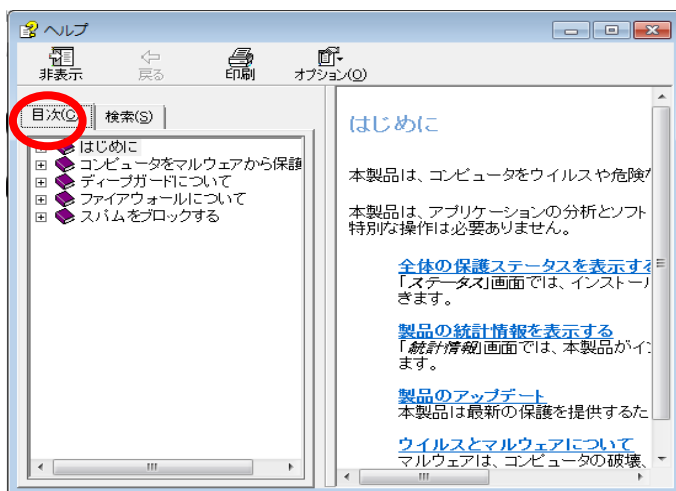 ヘルプ
非表示 戻る 印刷 オプション(O)
目次(C) 検索(S)
はじめに
コンピュータをマルウェアから保護
ディープガードについて
ファイアウォールについて
スパムをブロックする
はじめに
本製品は、コンピュータをウイルスや危険な
本製品は、アプリケーションの分析とソフト
特別な操作は必要ありません。
全体の保護ステータスを表示する
「ステータス」画面では、インストール
きます。
製品の統計情報を表示する
「統計情報」画面では、本製品がイン
ます。
製品のアップデート
本製品は最新の保護を提供するた
ウイルスとマルウェアについて
マルウェアは、コンピュータの破壊、